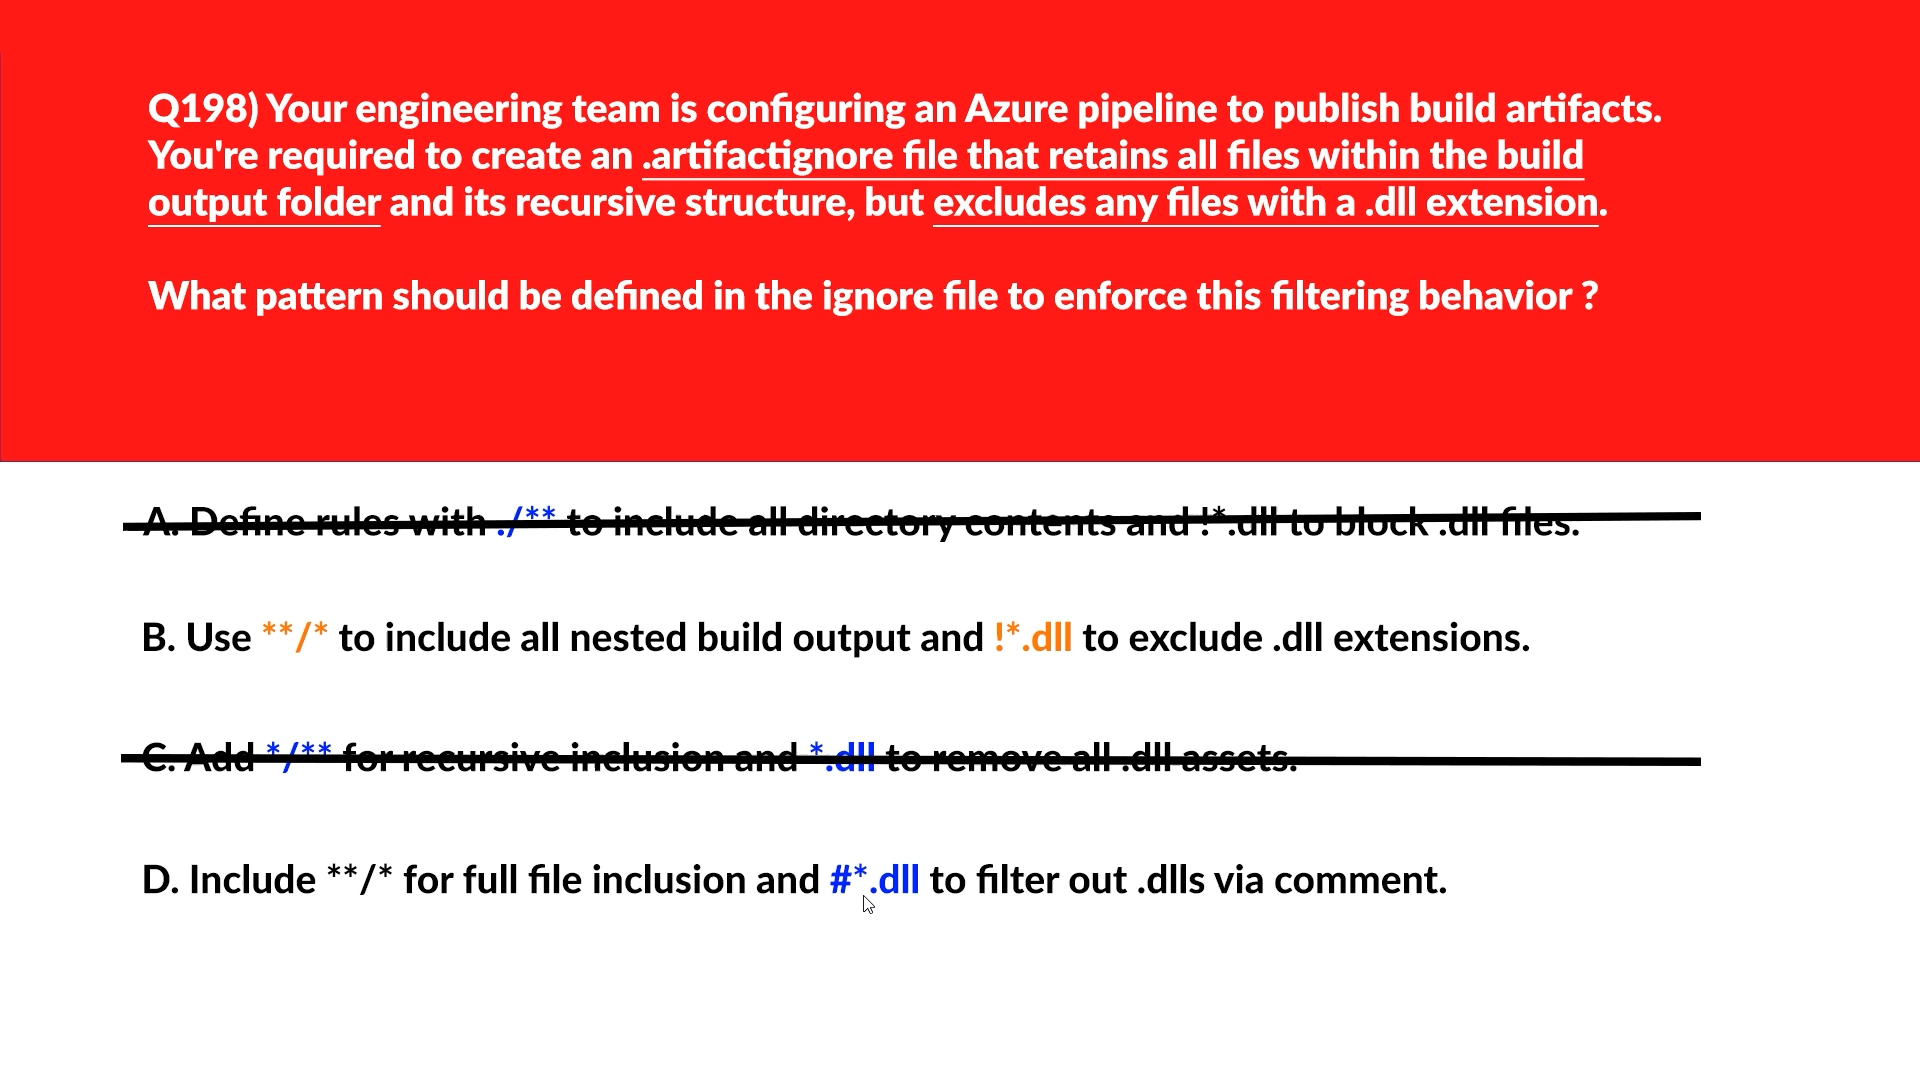 Q198) Your engineering team is configuring an Azure pipeline to publish build artifacts.
You're required to create an .artifactignore file that retains all files within the build
output folder and its recursive structure, but excludes any files with a .dll extension.
What pattern should be defined in the ignore file to enforce this filtering behavior ?
A. Define rules with ./** to include all directory contents and !*.dll to block .dll files.
B. Use **/* to include all nested build output and !*.dll to exclude .dll extensions.
C. Add */** for recursive inclusion and *.dll to remove all .dll assets.
D. Include **/* for full file inclusion and #*.dll to filter out .dlls via comment.